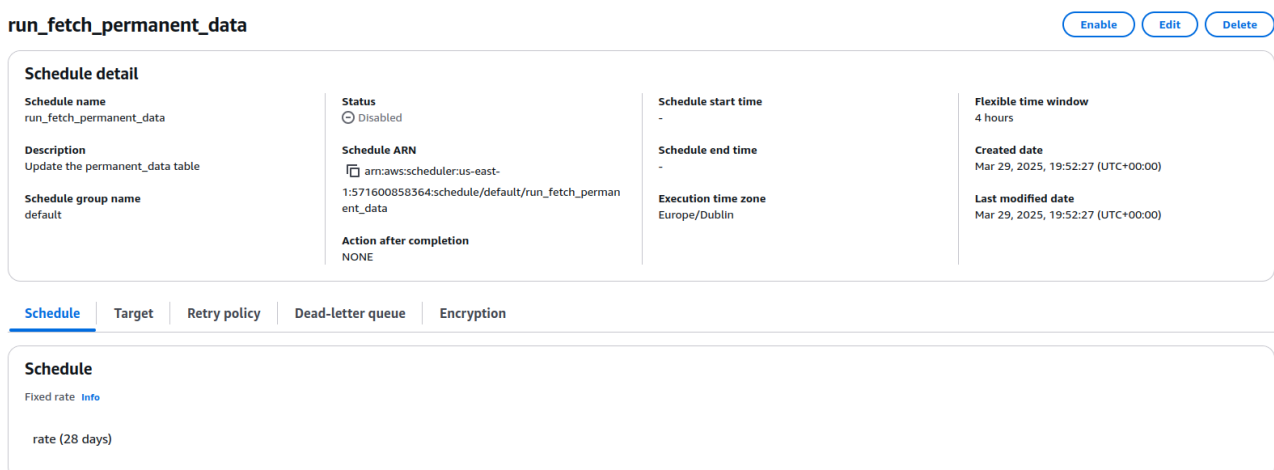 run_fetch_permanent_data
Enable
Edit
Delete
Schedule detail
Schedule name
run_fetch_permanent_data
Description
Update the permanent_data table
Schedule group name
default
Status
Disabled
Schedule ARN
arn:aws:scheduler:us-east-
1:571600858364:schedule/default/run_fetch_perman
ent_data
Action after completion
NONE
Schedule start time
-
Schedule end time
-
Execution time zone
Europe/Dublin
Flexible time window
4 hours
Created date
Mar 29, 2025, 19:52:27 (UTC+00:00)
Last modified date
Mar 29, 2025, 19:52:27 (UTC+00:00)
Schedule
Target
Retry policy
Dead-letter queue
Encryption
Schedule
Fixed rate Info
rate (28 days)